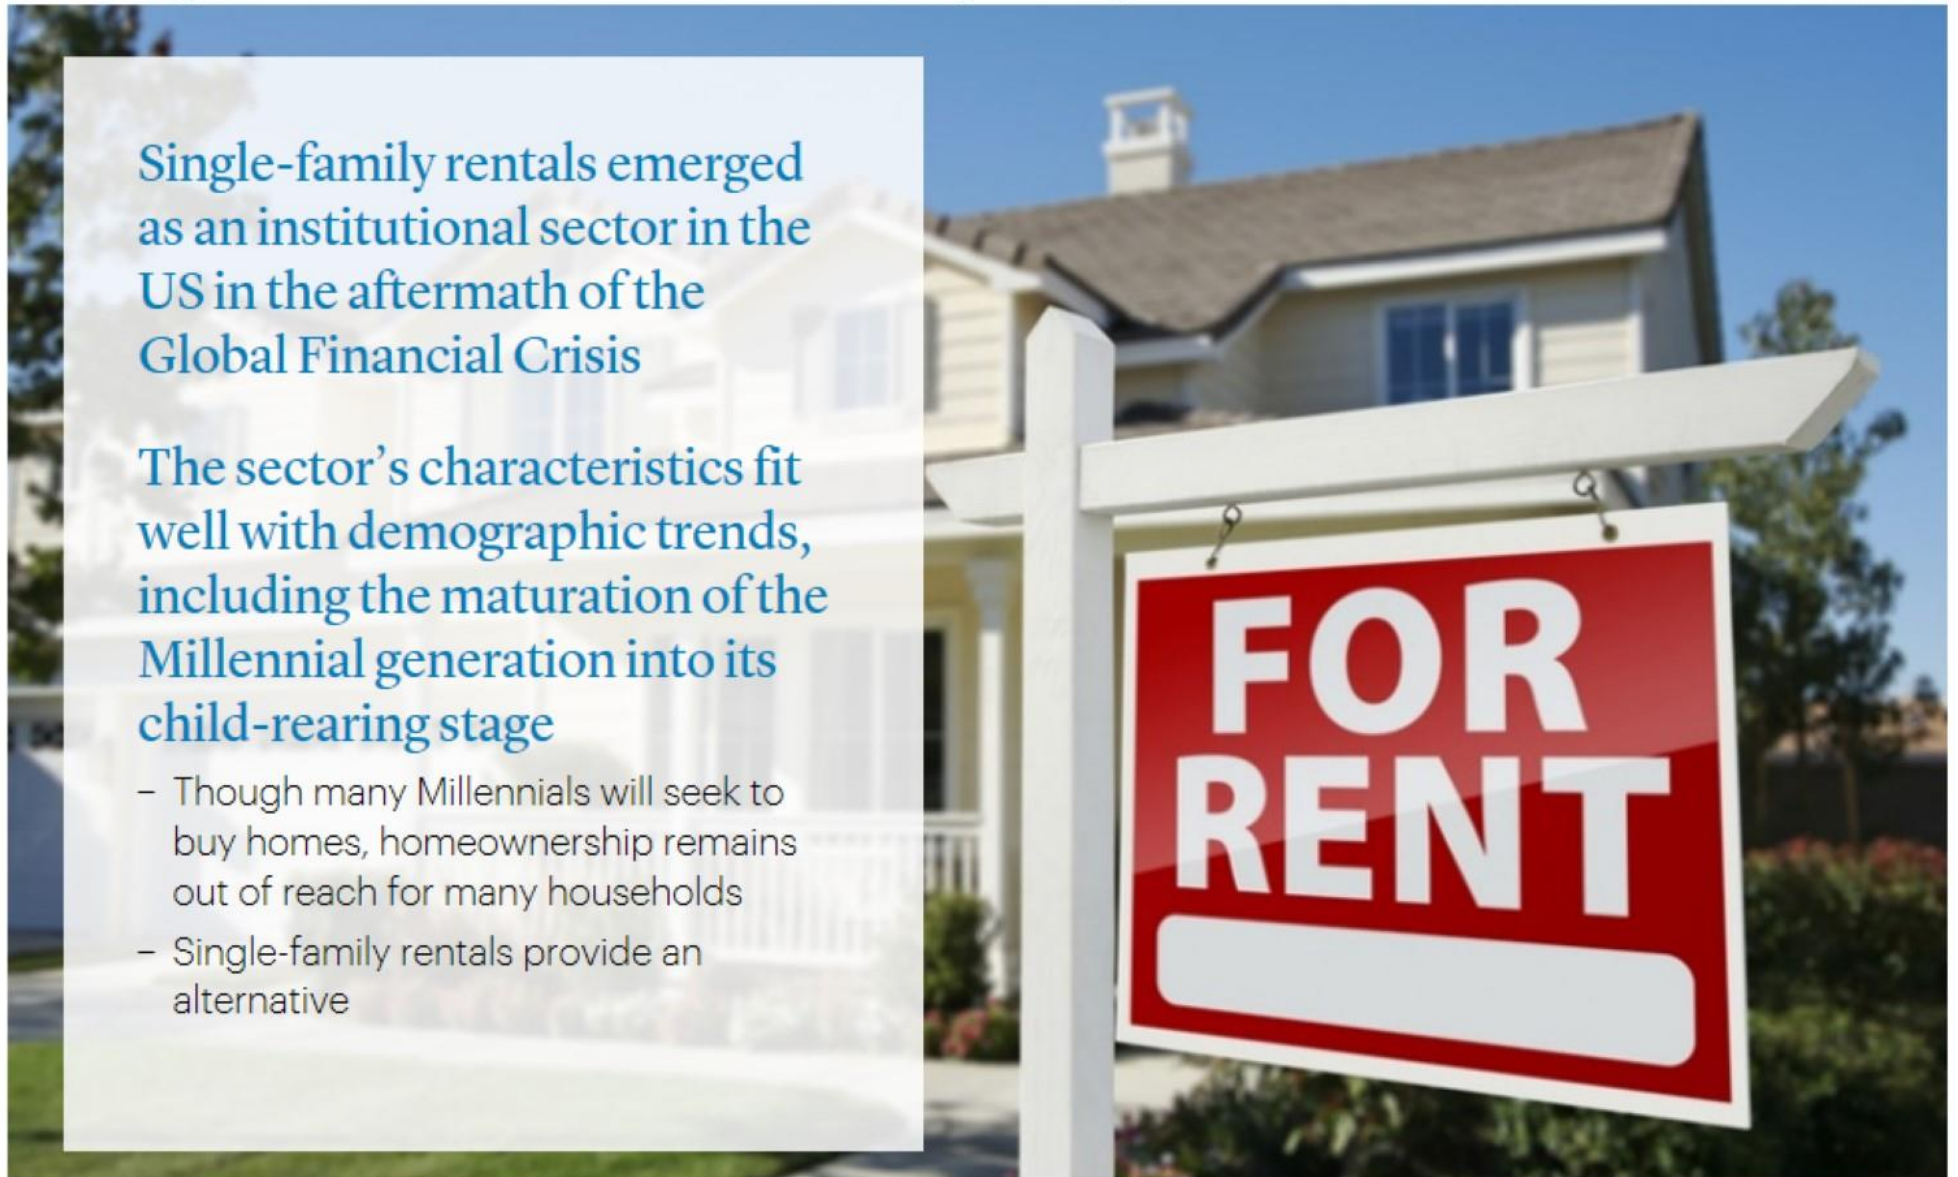 Single-family rentals emerged
as an institutional sector in the
US in the aftermath of the
Global Financial Crisis
The sector's characteristics fit
well with demographic trends,
including the maturation of the
Millennial generation into its
child-rearing stage
– Though many Millennials will seek to
buy homes, homeownership remains
out of reach for many households
– Single-family rentals provide an
alternative
FOR
RENT